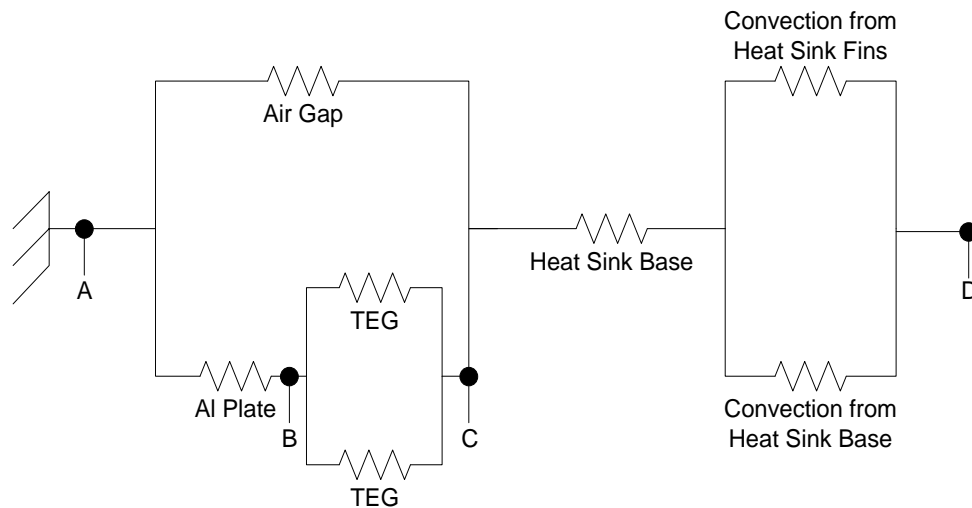 Convection from
Heat Sink Fins
Air Gap
Heat Sink Base
A
TEG
D
Al Plate
B
C
Convection from
Heat Sink Base
TEG